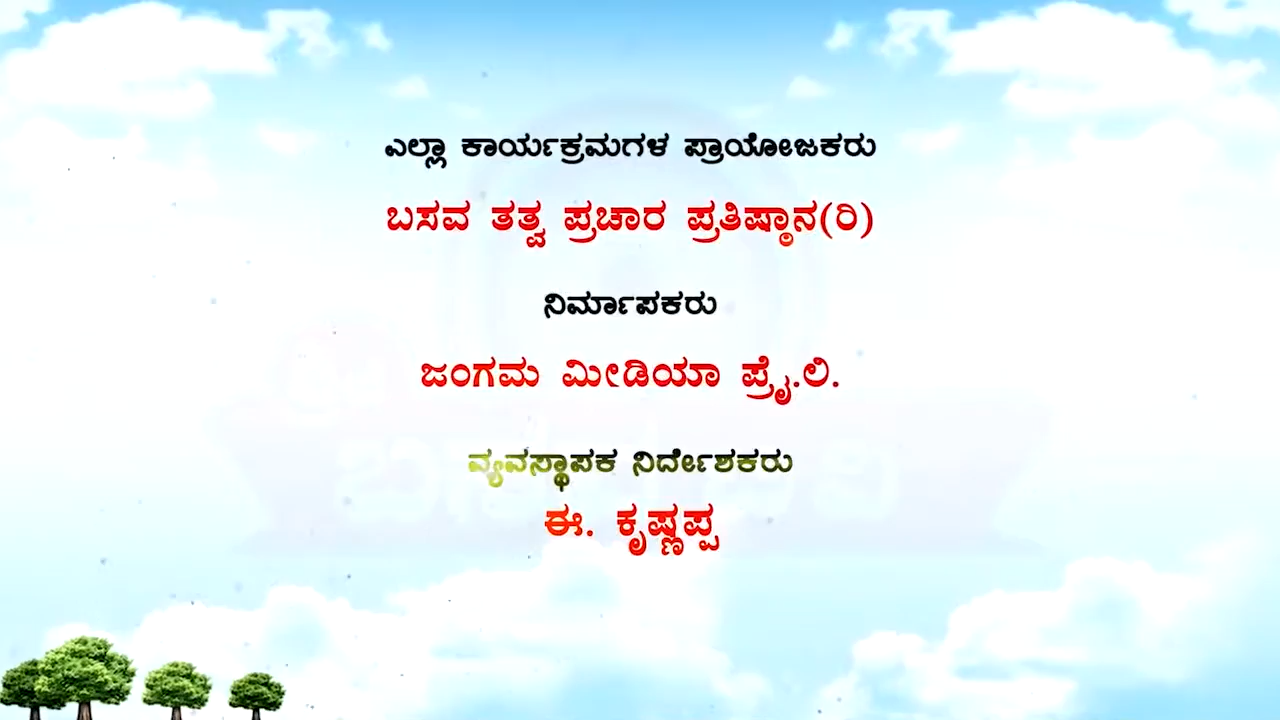 ಎಲ್ಲಾ ಕಾರ್ಯಕ್ರಮಗಳ ಪ್ರಾಯೋಜಕರು
ಬಸವ ತತ್ವ ಪ್ರಚಾರ ಪ್ರತಿಷ್ಠಾನ(ರಿ)
ನಿರ್ಮಾಪಕರು
ಜಂಗಮ ಮೀಡಿಯಾ ಪ್ರೈ.ಲಿ.
ವ್ಯವಸ್ಥಾಪಕ ನಿರ್ದೇಶಕರು
ಈ. ಕೃಷ್ಣಪ್ಪ